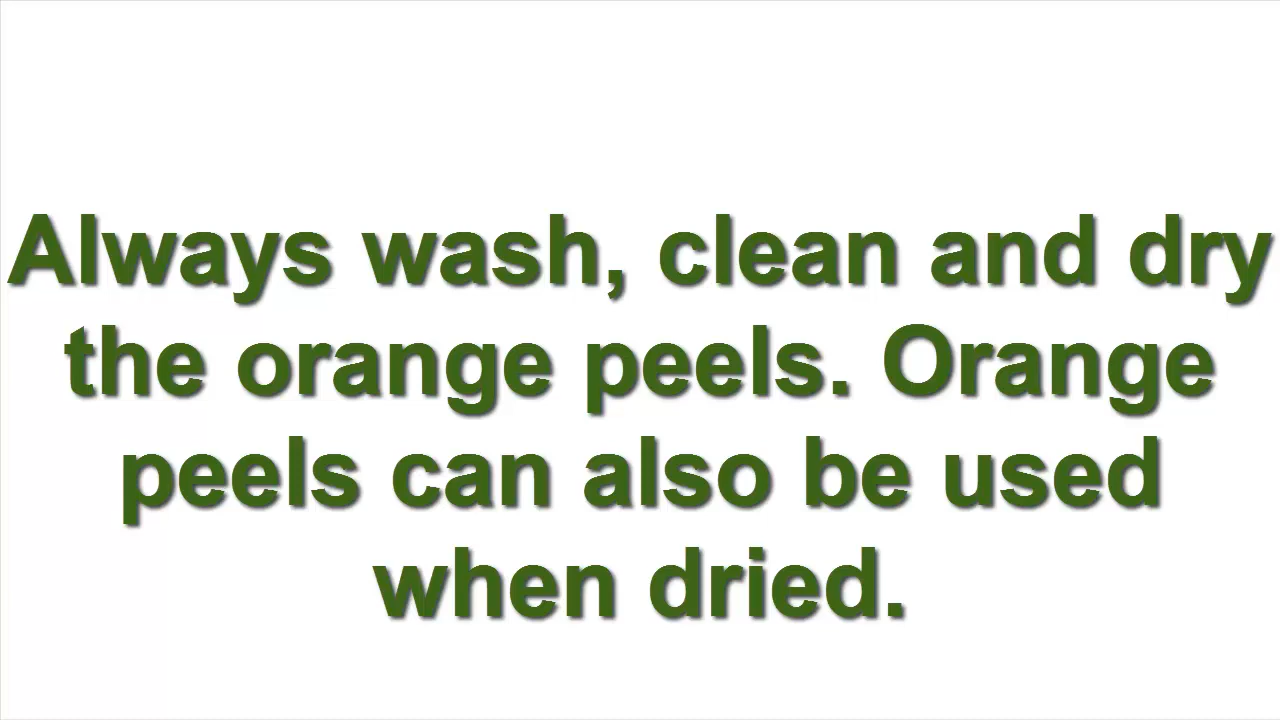 Always wash, clean and dry
the orange peels. Orange
peels can also be used
when dried.